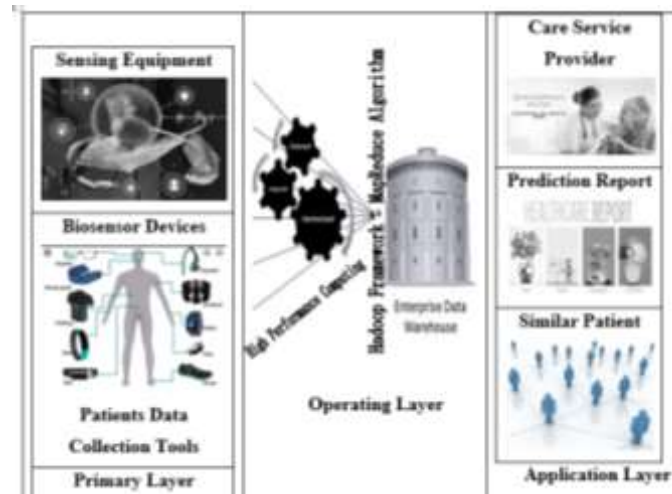 Sensing Equipment
Biosensor Devices
Patients Data
Collection Tools
Primary Layer
High Performance Computing
Hadoop Framework - MapReduce Algorithm
Enterprise Data
Warehouse
Operating Layer
Care Service
Provider
Prediction Report
HEALTHCARE REPORT
Similar Patient
Application Layer